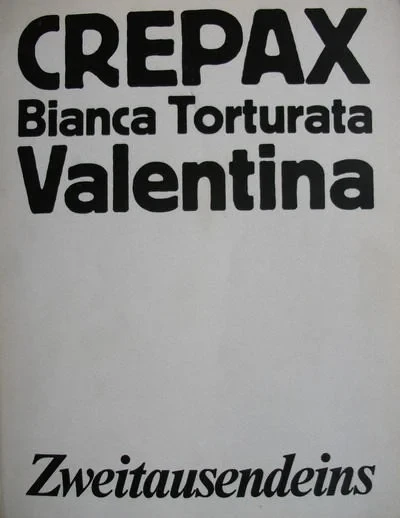 CREPAX
Bianca Torturata
Valentina
Zweitausendeins